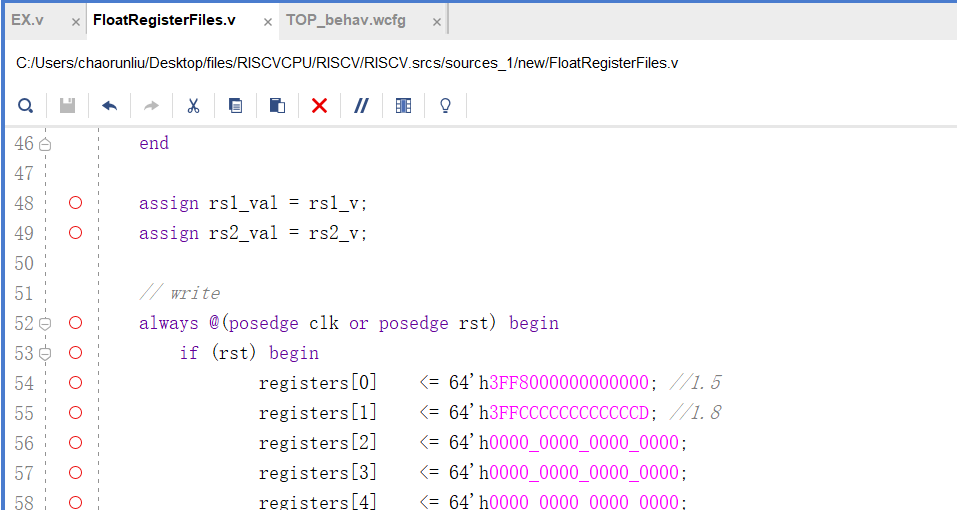 EX.v × FloatRegisterFiles.v × TOP_behav.wcfg ×
C:/Users/chaorunliu/Desktop/files/RISCVCPU/RISCV/RISCV.srcs/sources_1/new/FloatRegisterFiles.v
46 end
47
48 assign rs1_val = rs1_v;
49 assign rs2_val = rs2_v;
50
51 // write
52 always @(posedge clk or posedge rst) begin
53 if (rst) begin
54 registers[0] <= 64'h3FF8000000000000; //1.5
55 registers[1] <= 64'h3FFCCCCCCCCCCCCD; //1.8
56 registers[2] <= 64'h0000_0000_0000_0000;
57 registers[3] <= 64'h0000_0000_0000_0000;
58 registers[4] <= 64'h0000_0000_0000_0000;